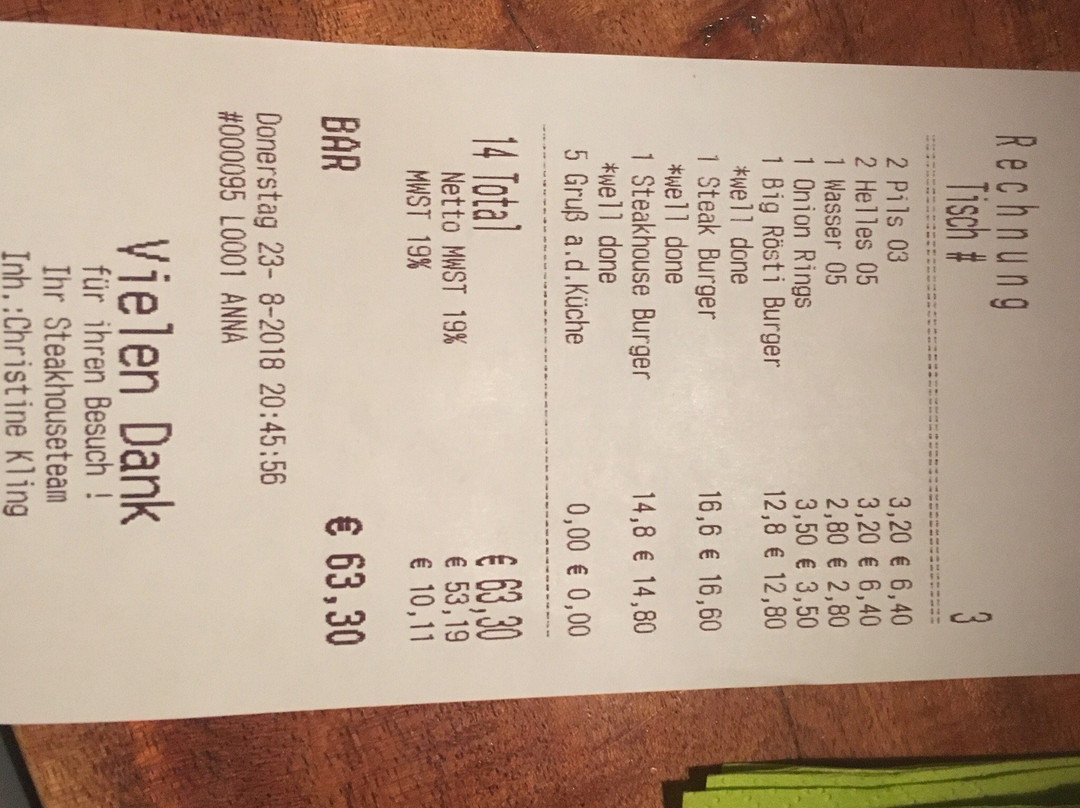 Rechnung
Tisch # 3
2 Pils 03 3,20 € 6,40
2 Helles 05 3,20 € 6,40
1 Wasser 05 2,80 € 2,80
1 Onion Rings 3,50 € 3,50
1 Big Rösti Burger 12,8 € 12,80
*well done
1 Steak Burger 16,6 € 16,60
*well done
1 Steakhouse Burger 14,8 € 14,80
*well done
5 Gruß a.d.Küche 0,00 € 0,00
14 Total € 63,30
Netto MWST 19% € 53,19
MWST 19% € 10,11
BAR € 63,30
Donerstag 23- 8-2018 20:45:56
#000095 L0001 ANNA
Vielen Dank
für ihren Besuch !
Ihr Steakhouseteam
Inh.:Christine Kling